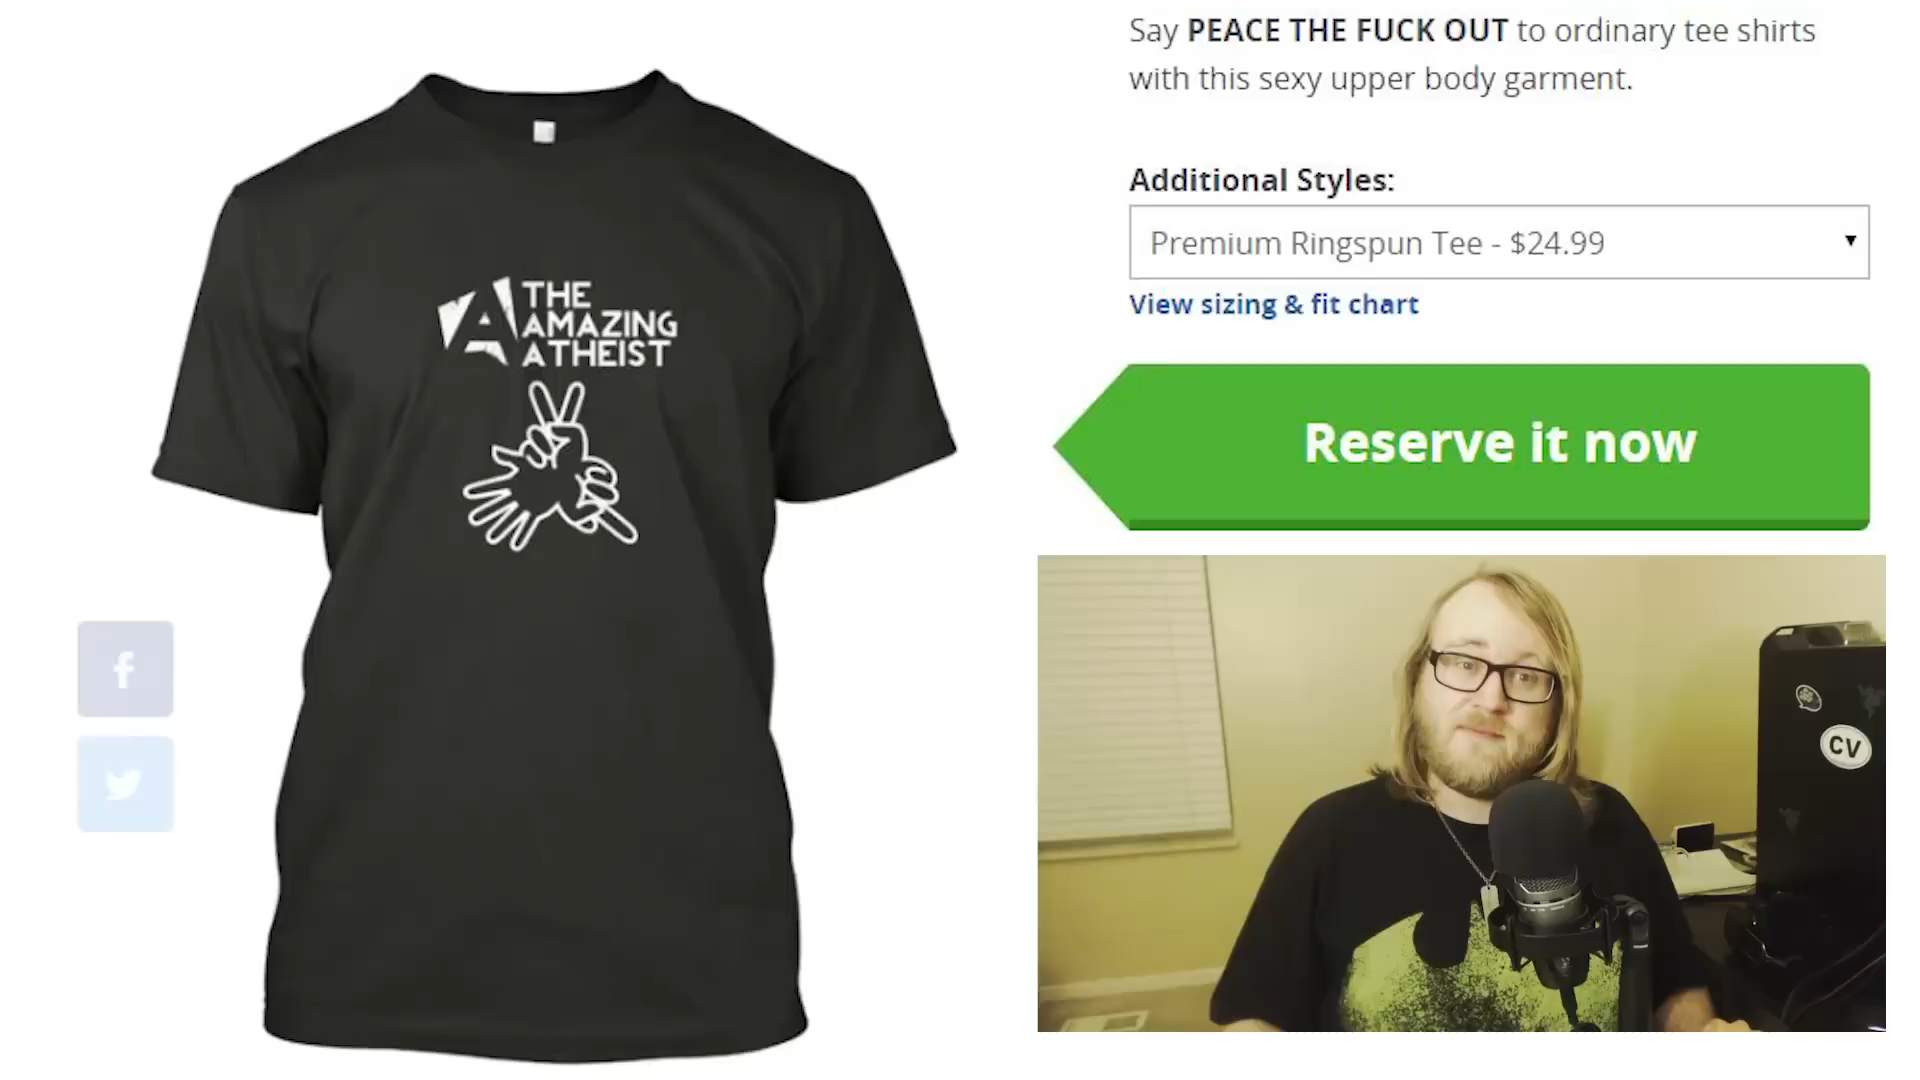 THE
AMAZING
ATHEIST
Say PEACE THE FUCK OUT to ordinary tee shirts
with this sexy upper body garment.
Additional Styles:
Premium Ringspun Tee - $24.99
View sizing & fit chart
Reserve it now
CV